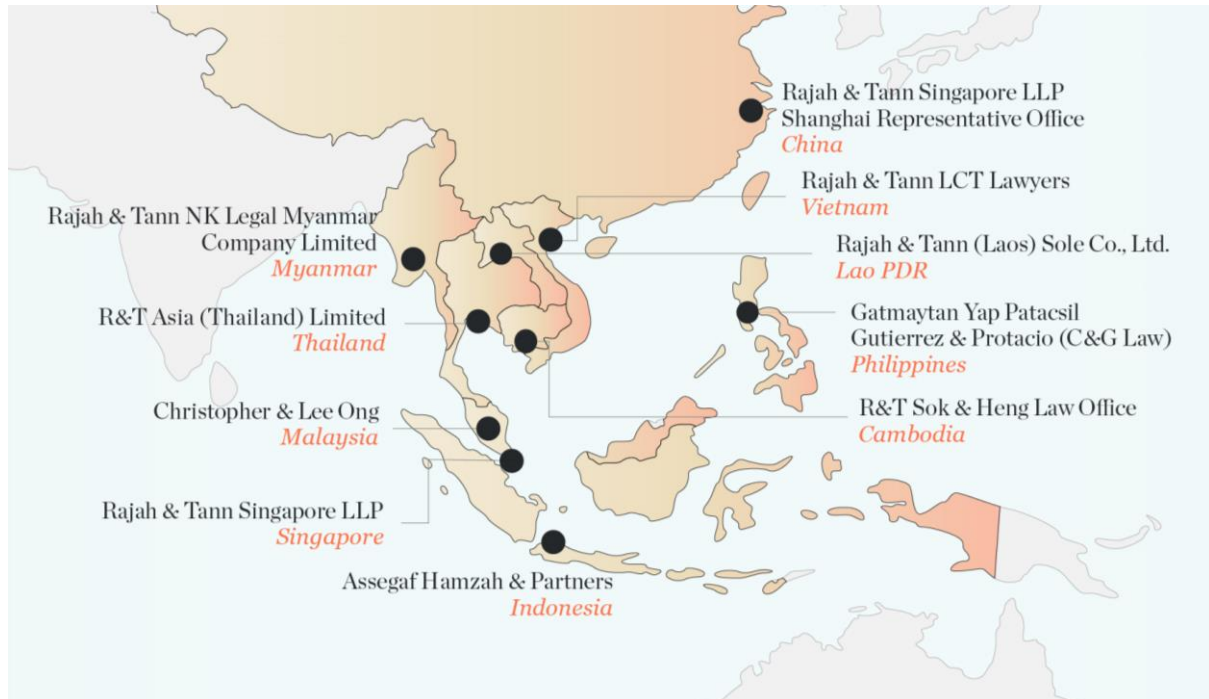 Rajah & Tann Singapore LLP
Shanghai Representative Office
China
Rajah & Tann LCT Lawyers
Vietnam
Rajah & Tann NK Legal Myanmar
Company Limited
Myanmar
Rajah & Tann (Laos) Sole Co., Ltd.
Lao PDR
R&T Asia (Thailand) Limited
Thailand
Gatmaytan Yap Patacsil
Gutierrez & Protacio (C&G Law)
Philippines
Christopher & Lee Ong
Malaysia
R&T Sok & Heng Law Office
Cambodia
Rajah & Tann Singapore LLP
Singapore
Assegaf Hamzah & Partners
Indonesia